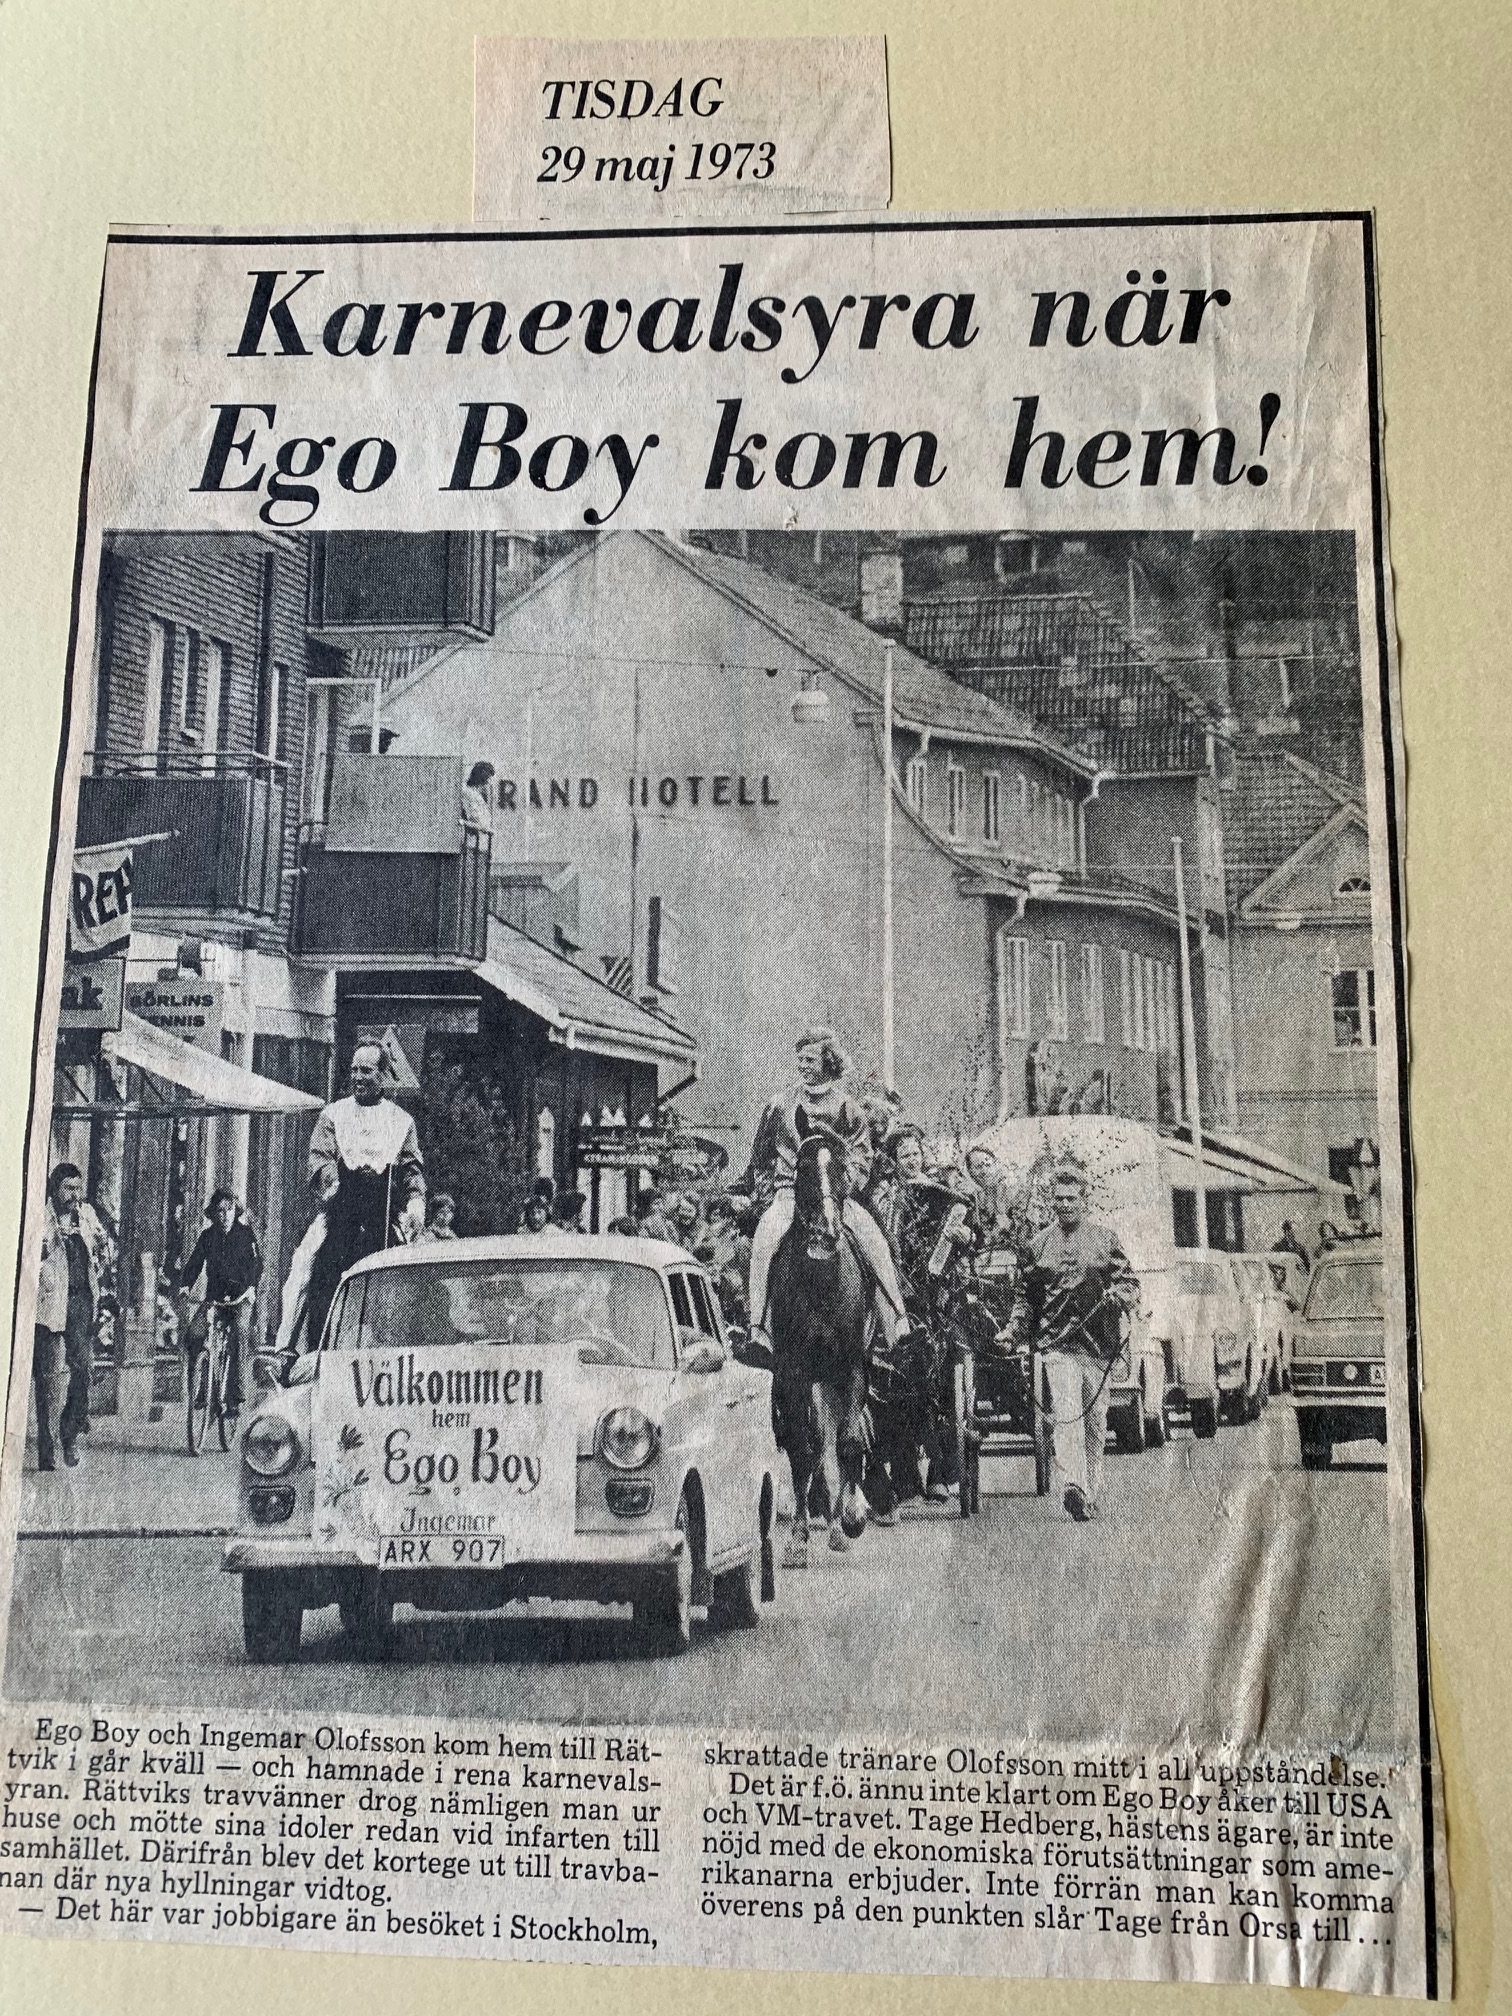 TISDAG
29 maj 1973
Karnevalsyra när
Ego Boy kom hem!
RAND HOTELL
REH
ak
SÖRLINS
ENNIS
Välkommen
hem
Ego Boy
Ingemar
ARX 907
Ego Boy och Ingemar Olofsson kom hem till Rät-
tvik i går kväll — och hamnade i rena karnevals-
yran. Rättviks travvänner drog nämligen man ur
huse och mötte sina idoler redan vid infarten till
samhället. Därifrån blev det kortege ut till travba-
nan där nya hyllningar vidtog.
— Det här var jobbigare än besöket i Stockholm,
skrattade tränare Olofsson mitt i all uppståndelse.
Det är f.ö. ännu inte klart om Ego Boy åker till USA
och VM-travet. Tage Hedberg, hästens ägare, är inte
nöjd med de ekonomiska förutsättningar som ame-
rikanarna erbjuder. Inte förrän man kan komma
överens på den punkten slår Tage från Orsa till ...